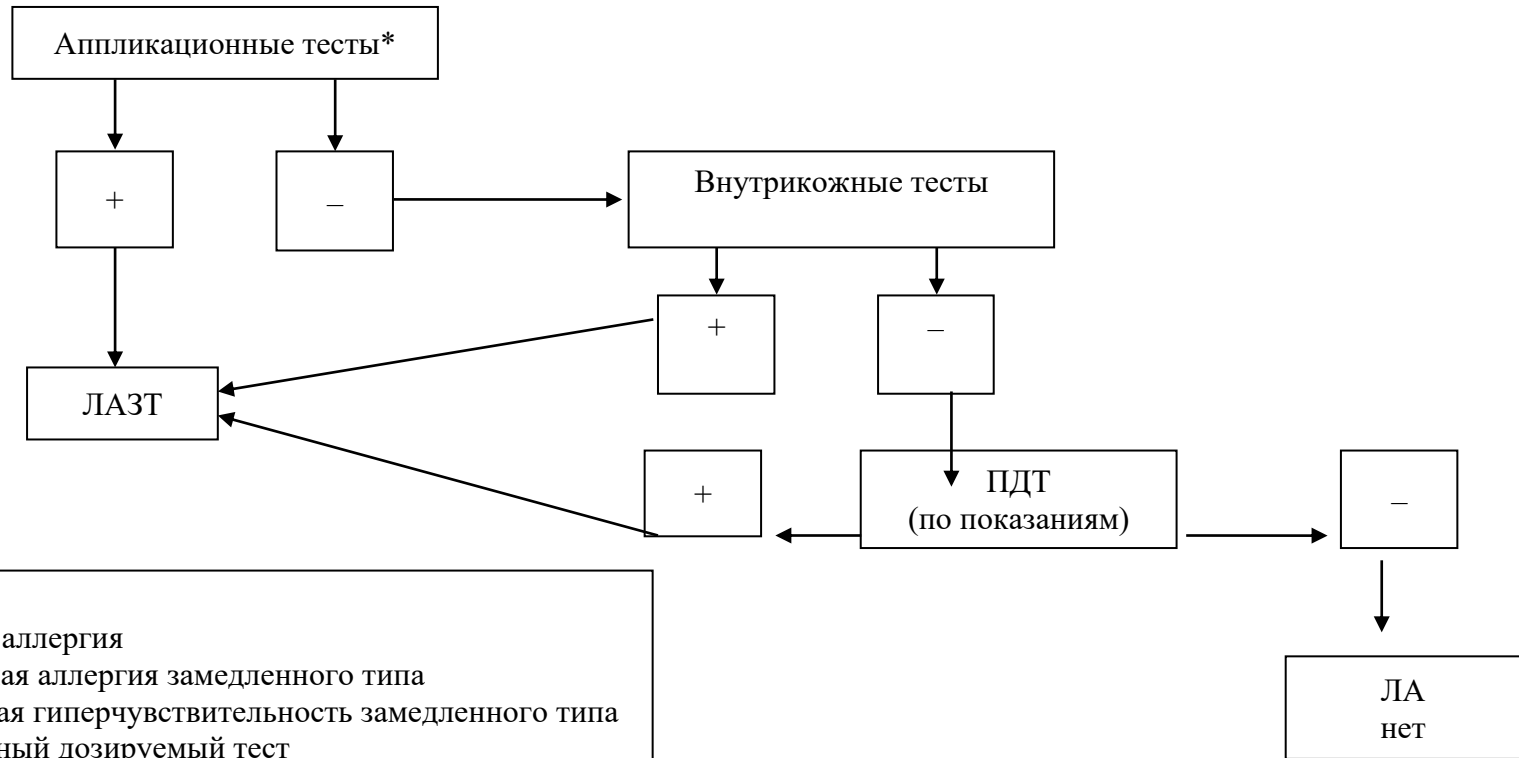 Аппликационные тесты*
+
–
Внутрикожные тесты
+
–
ЛАЗТ
+
ПДТ
(по показаниям)
–
аллергия
ая аллергия замедленного типа
ая гиперчувствительность замедленного типа
ный дозируемый тест
ЛА
нет